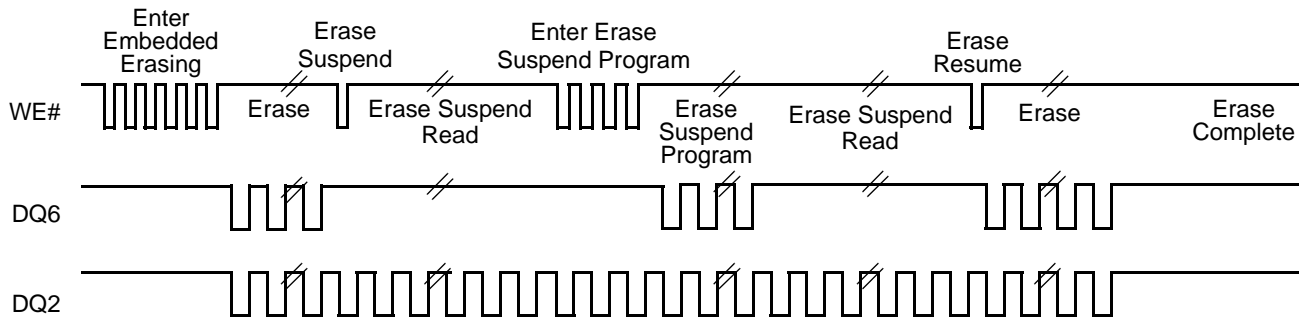 Enter
Embedded
Erasing
Erase
Suspend
Enter Erase
Suspend Program
Erase
Resume
WE#
Erase
Erase Suspend
Read
Erase
Suspend
Program
Erase Suspend
Read
Erase
Erase
Complete
DQ6
DQ2